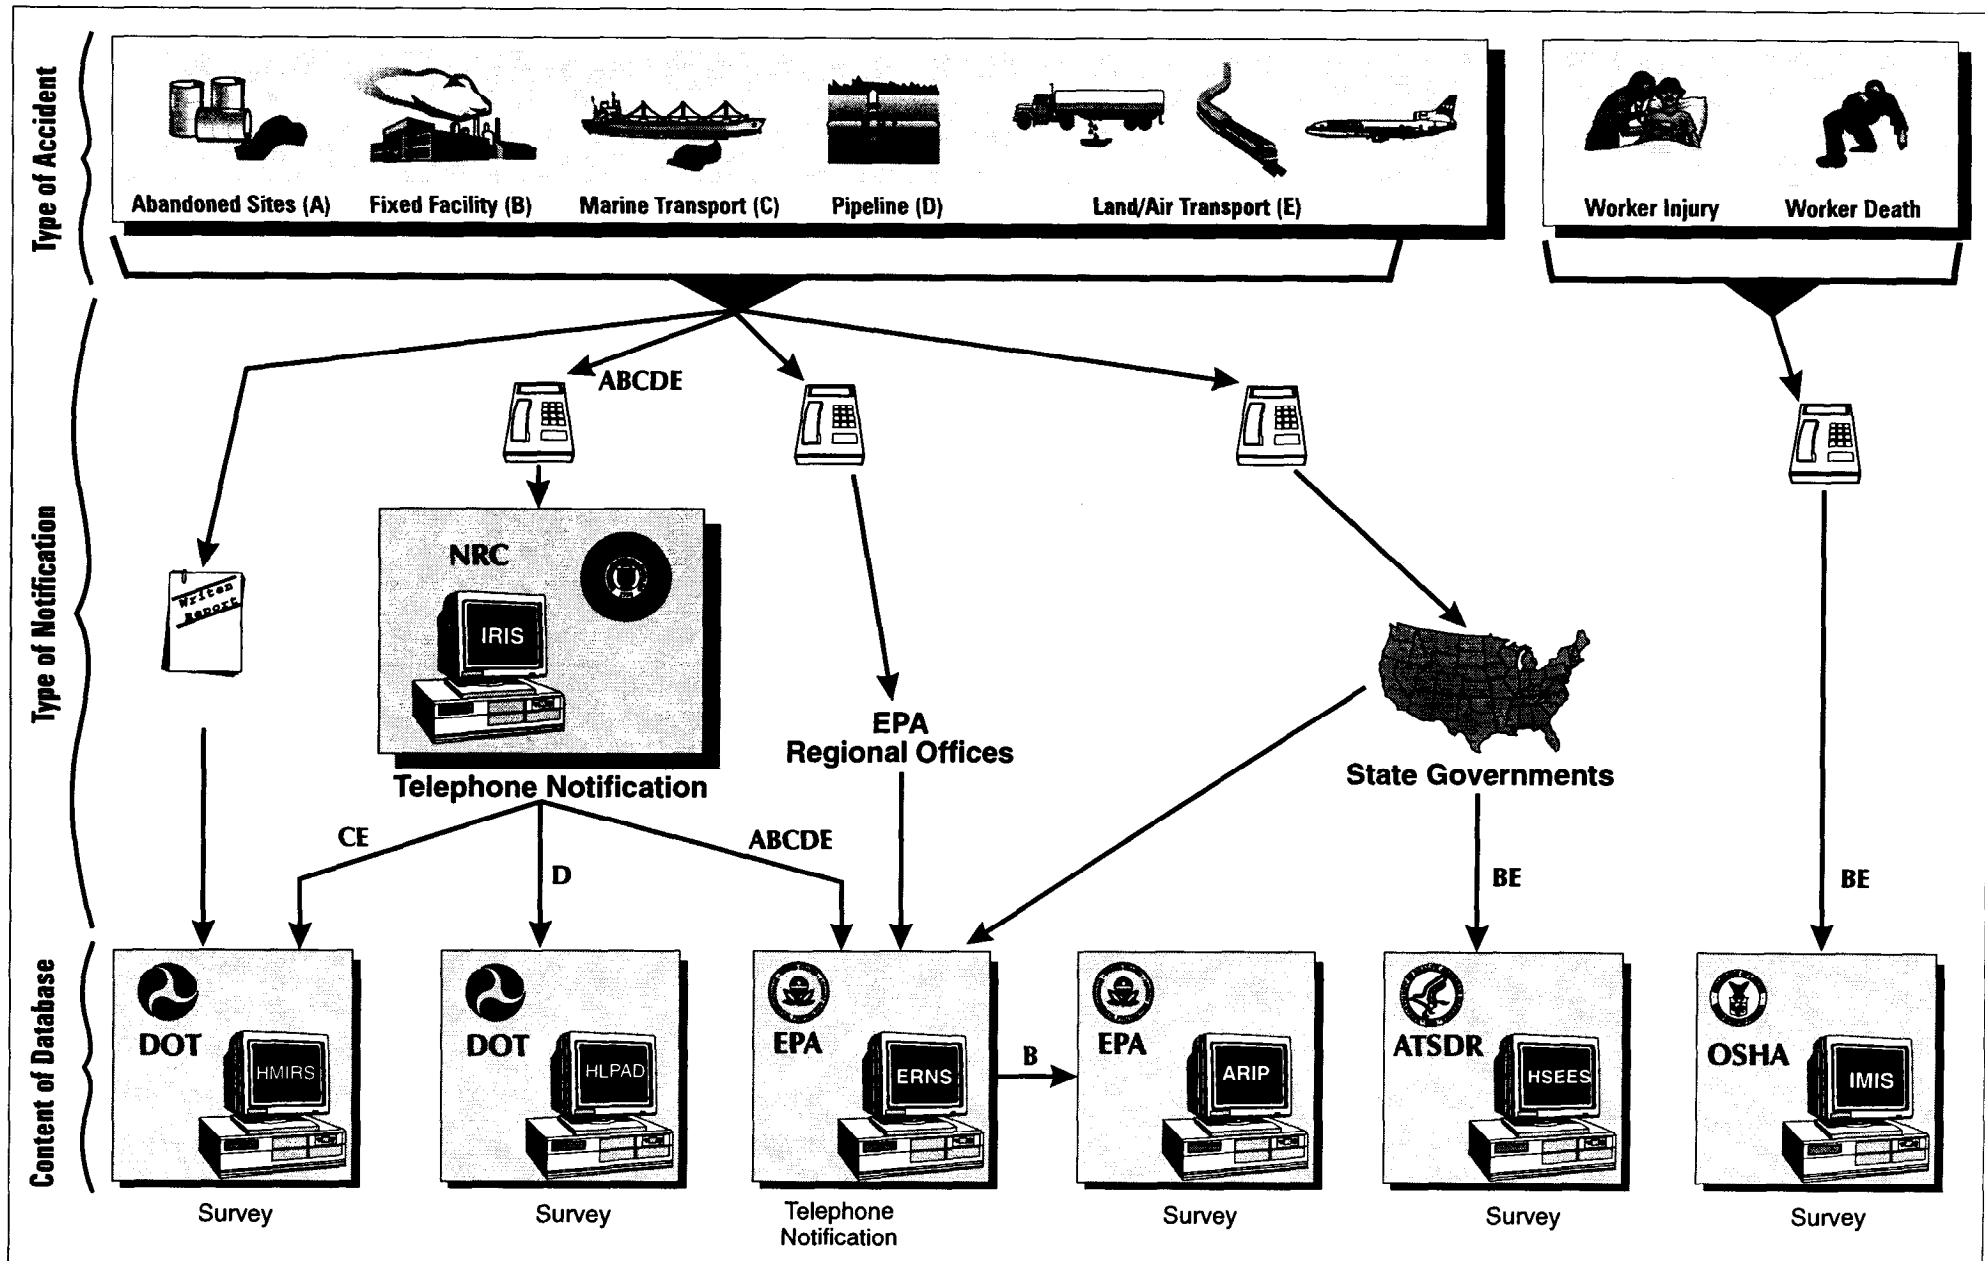 Type of Accident
Abandoned Sites (A)
Fixed Facility (B)
Marine Transport (C)
Pipeline (D)
Land/Air Transport (E)
Worker Injury
Worker Death
Type of Notification
ABCDE
Writen
Report
NRC
IRIS
Telephone Notification
EPA
Regional Offices
State Governments
CE
D
ABCDE
BE
BE
Content of Database
DOT
HMIRS
Survey
DOT
HLPAD
Survey
EPA
ERNS
Telephone
Notification
B
EPA
ARIP
Survey
ATSDR
HSEES
Survey
OSHA
IMIS
Survey